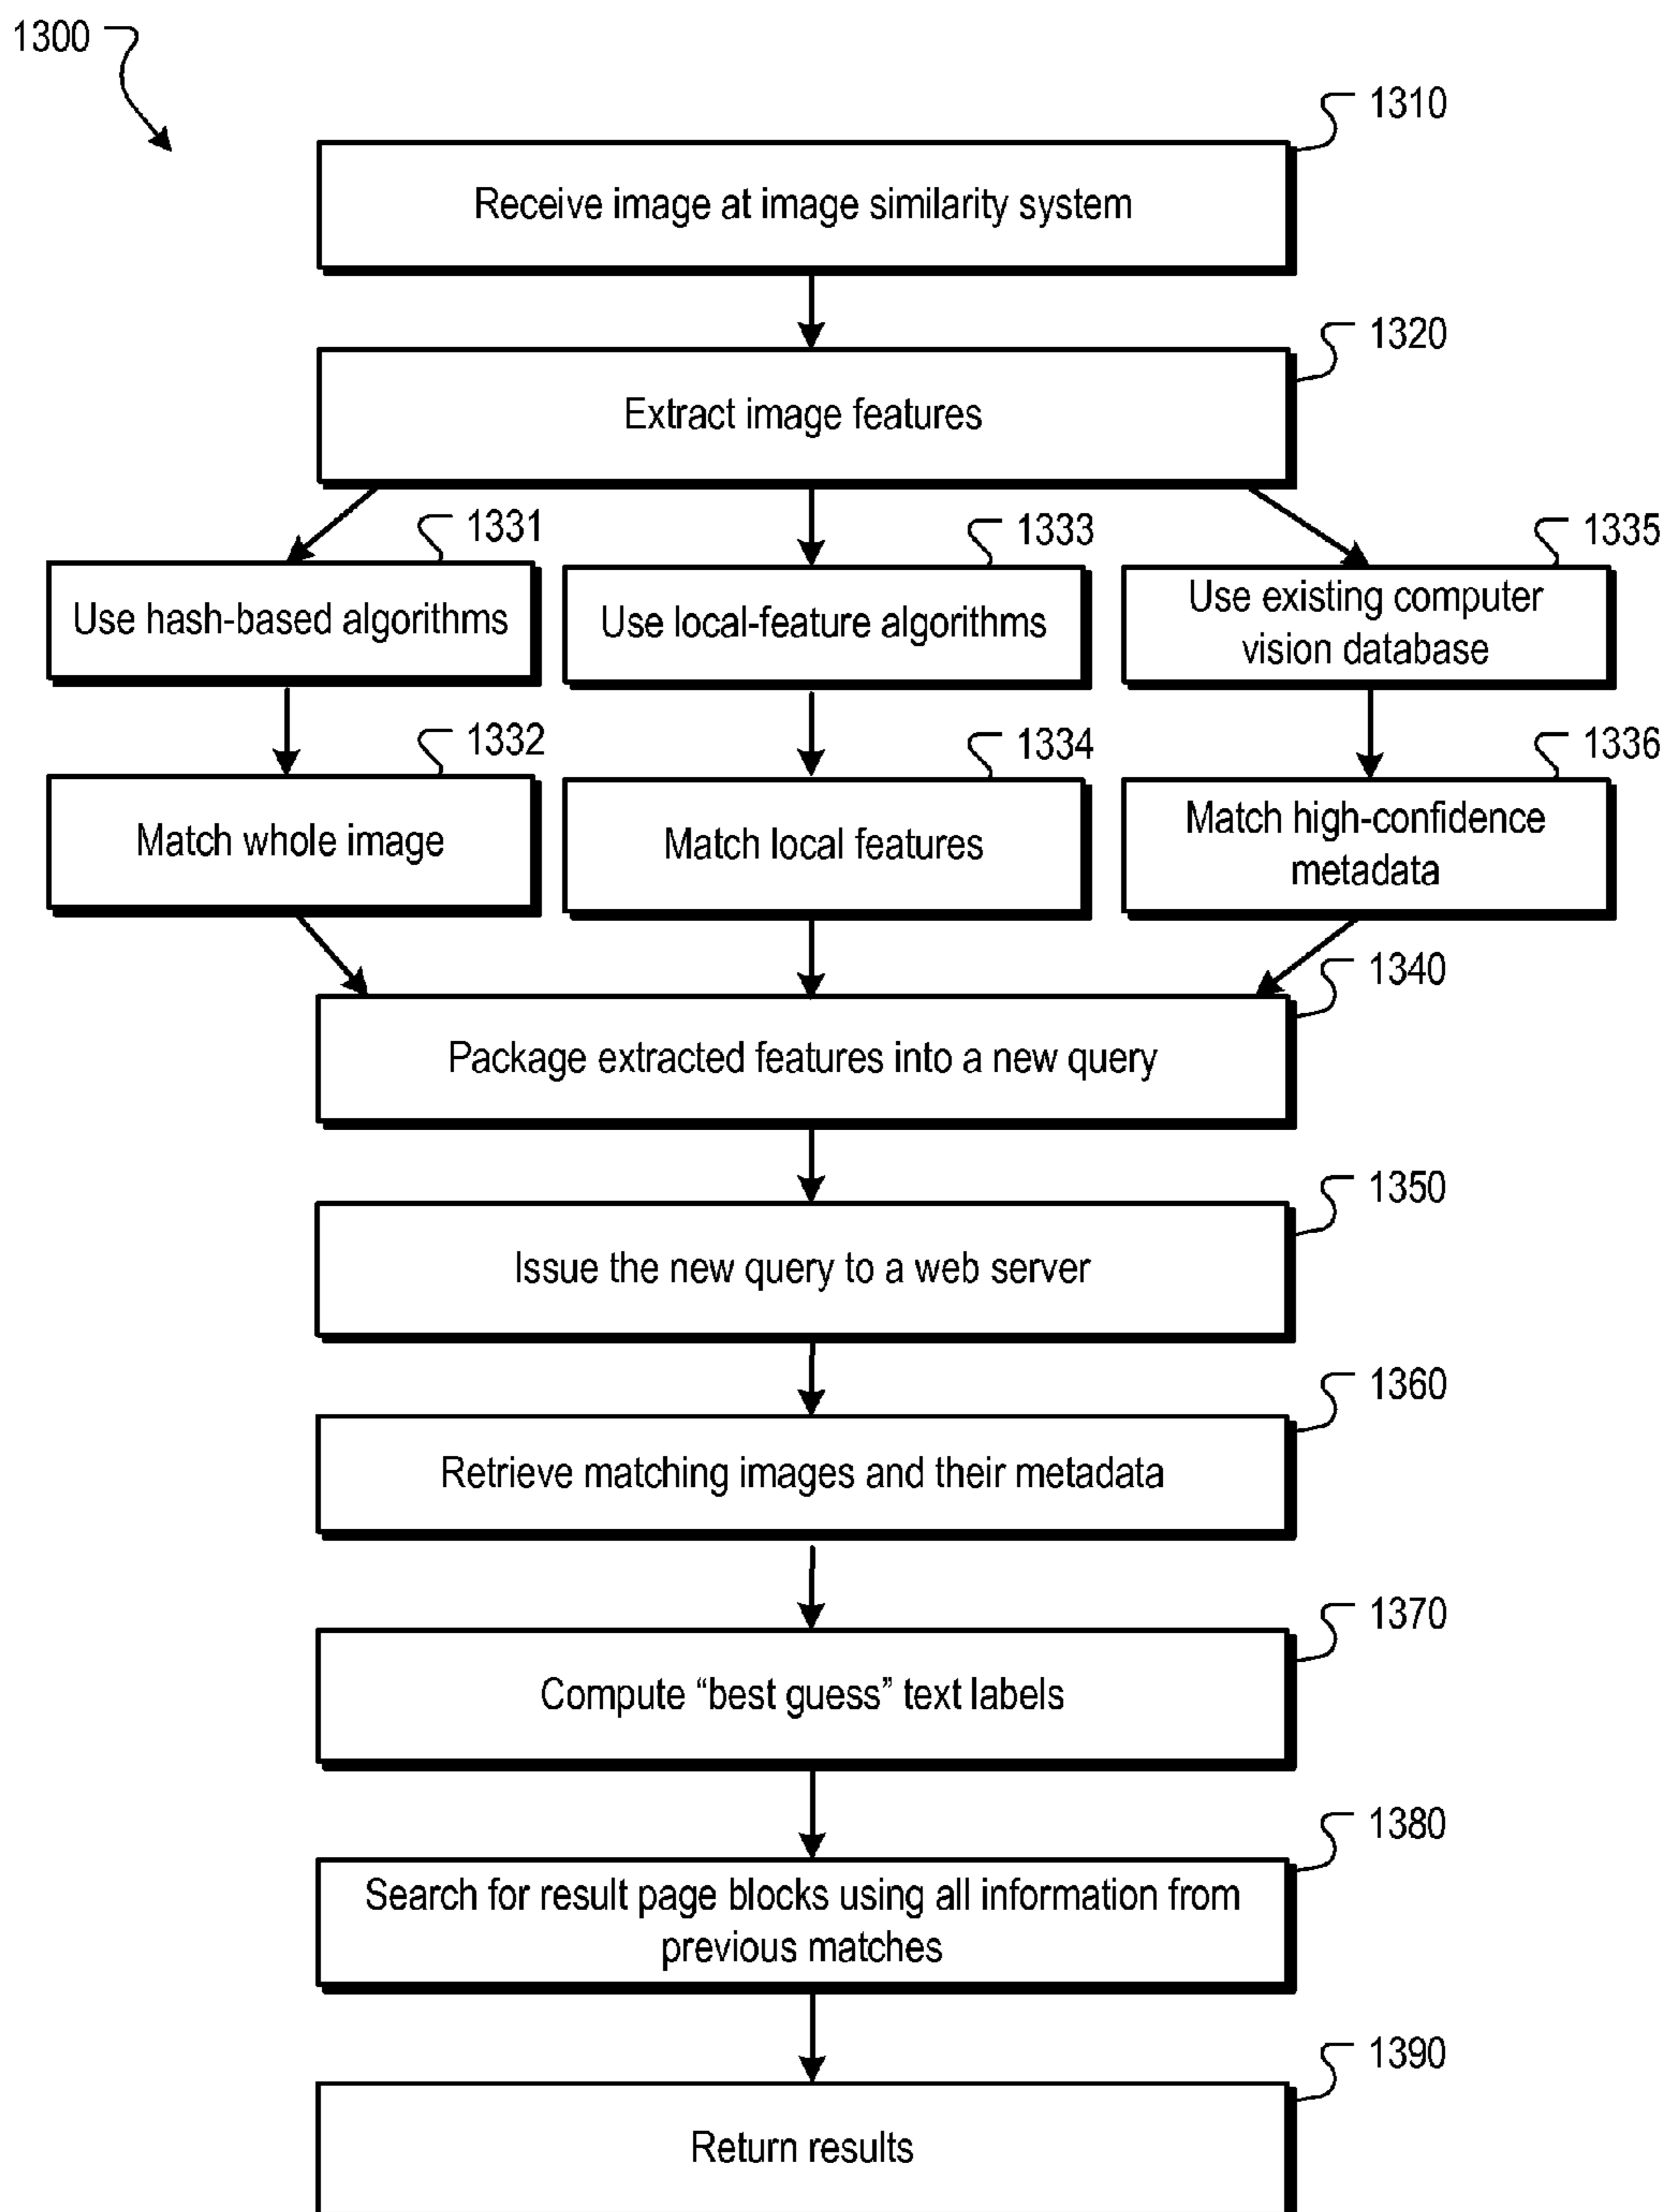 1300
1310
Receive image at image similarity system
1320
Extract image features
1331
Use hash-based algorithms
1333
Use local-feature algorithms
1335
Use existing computer
vision database
1332
Match whole image
1334
Match local features
1336
Match high-confidence
metadata
1340
Package extracted features into a new query
1350
Issue the new query to a web server
1360
Retrieve matching images and their metadata
1370
Compute “best guess” text labels
1380
Search for result page blocks using all information from
previous matches
1390
Return results